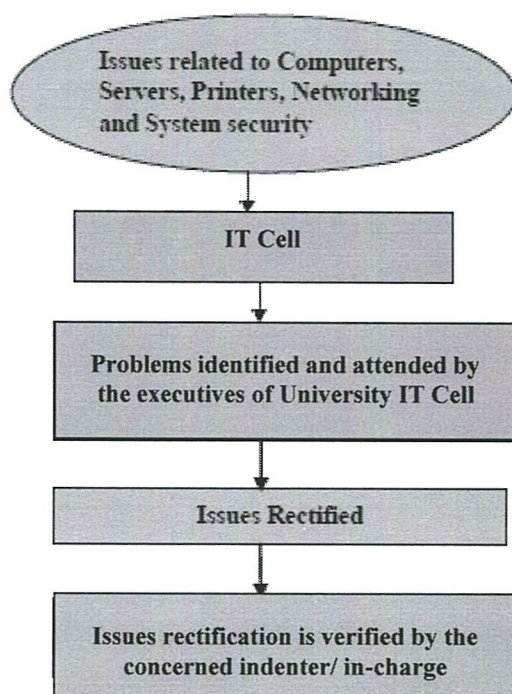 Issues related to Computers,
Servers, Printers, Networking
and System security
IT Cell
Problems identified and attended by
the executives of University IT Cell
Issues Rectified
Issues rectification is verified by the
concerned indenter/ in-charge